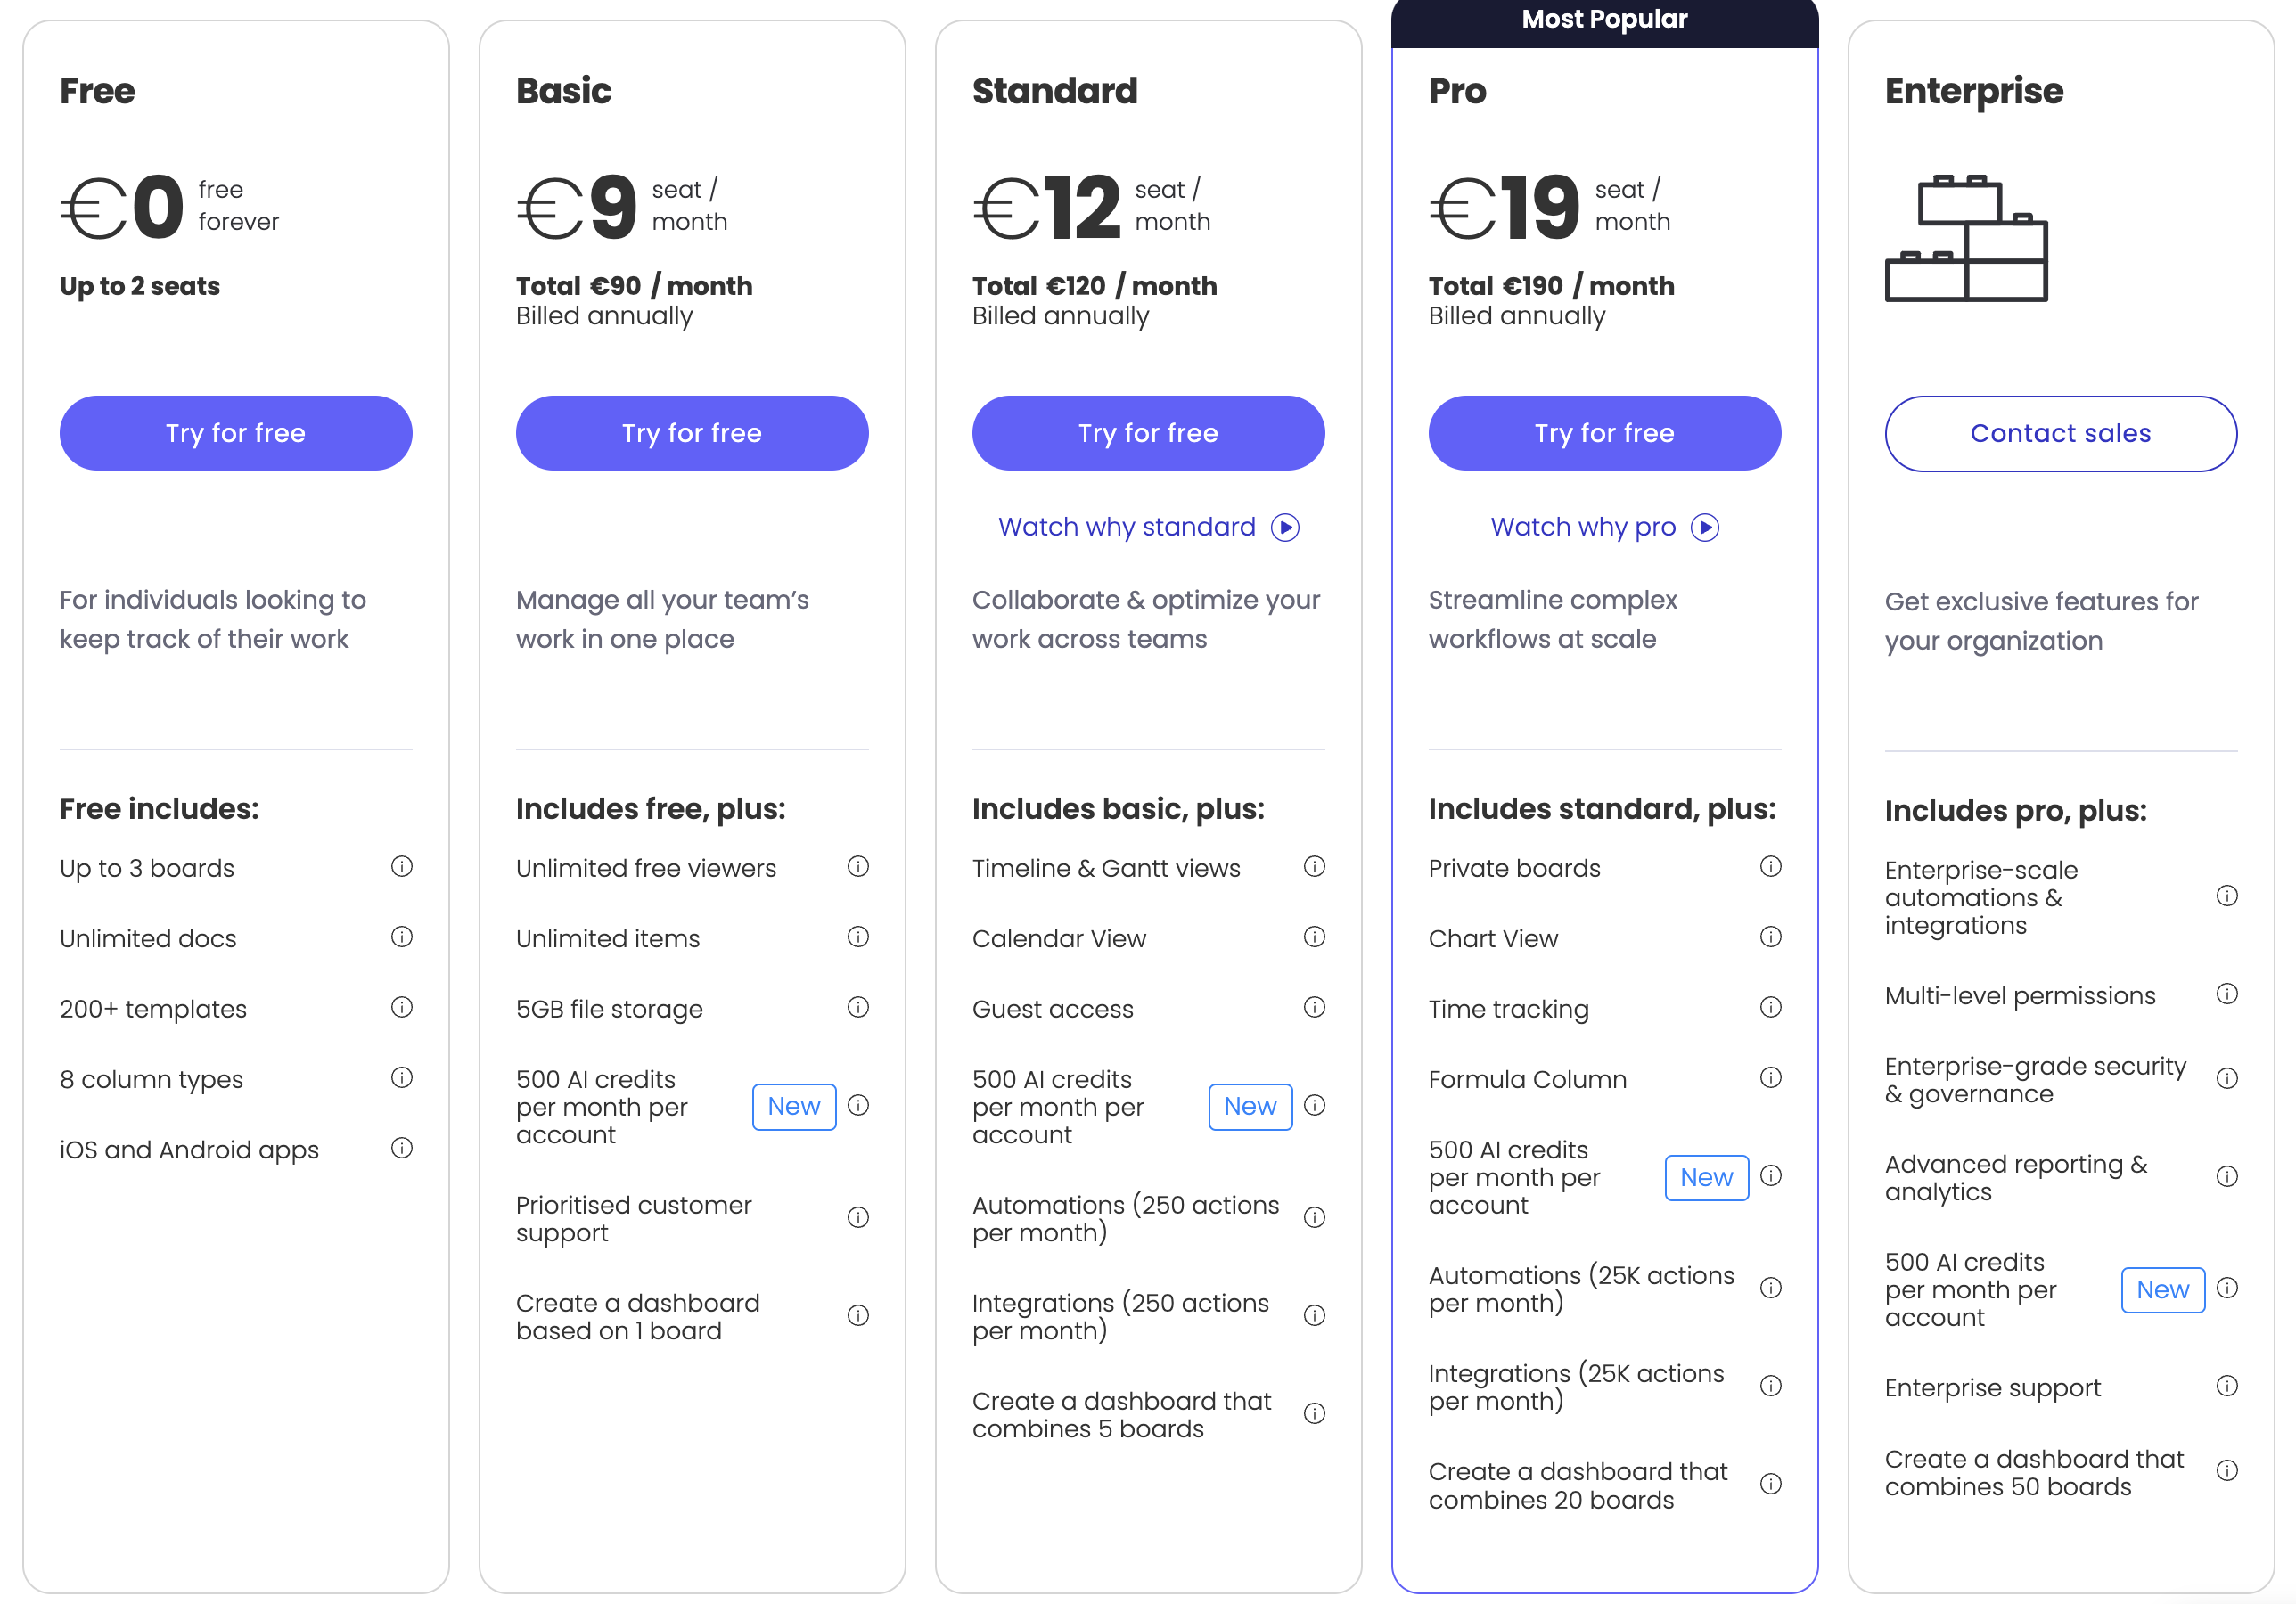 Free
€0 free
forever
Up to 2 seats
Try for free
For individuals looking to
keep track of their work
Free includes:
Up to 3 boards
Unlimited docs
200+ templates
8 column types
iOS and Android apps
Basic
€9 seat /
month
Total €90 / month
Billed annually
Try for free
Manage all your team’s
work in one place
Includes free, plus:
Unlimited free viewers
Unlimited items
5GB file storage
500 AI credits
per month per
account
New
Prioritised customer
support
Create a dashboard
based on 1 board
Standard
€12 seat /
month
Total €120 / month
Billed annually
Try for free
Watch why standard
Collaborate & optimize your
work across teams
Includes basic, plus:
Timeline & Gantt views
Calendar View
Guest access
500 AI credits
per month per
account
New
Automations (250 actions
per month)
Integrations (250 actions
per month)
Create a dashboard that
combines 5 boards
Most Popular
Pro
€19 seat /
month
Total €190 / month
Billed annually
Try for free
Watch why pro
Streamline complex
workflows at scale
Includes standard, plus:
Private boards
Chart View
Time tracking
Formula Column
500 AI credits
per month per
account
New
Automations (25K actions
per month)
Integrations (25K actions
per month)
Create a dashboard that
combines 20 boards
Enterprise
Contact sales
Get exclusive features for
your organization
Includes pro, plus:
Enterprise-scale
automations &
integrations
Multi-level permissions
Enterprise-grade security
& governance
Advanced reporting &
analytics
500 AI credits
per month per
account
New
Enterprise support
Create a dashboard that
combines 50 boards